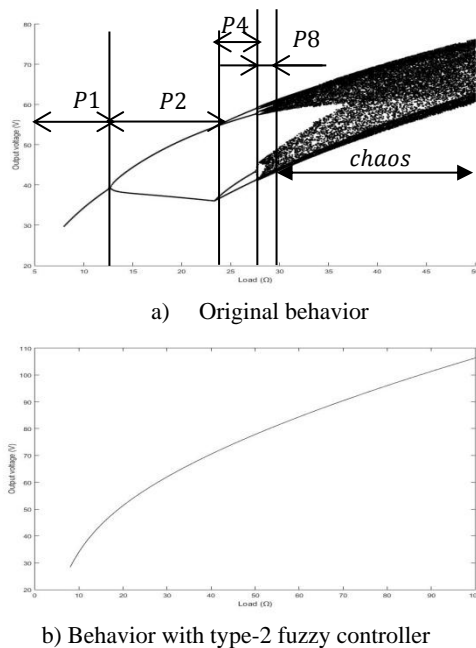 P4
P8
P1
P2
chaos
80
70
60
50
40
30
20
Output voltage (V)
5 10 15 20 25 30 35 40 45 50
Load (Ω)
a) Original behavior
110
100
90
80
70
60
50
40
30
20
Output voltage (V)
0 10 20 30 40 50 60 70 80 90 100
Load (Ω)
b) Behavior with type-2 fuzzy controller